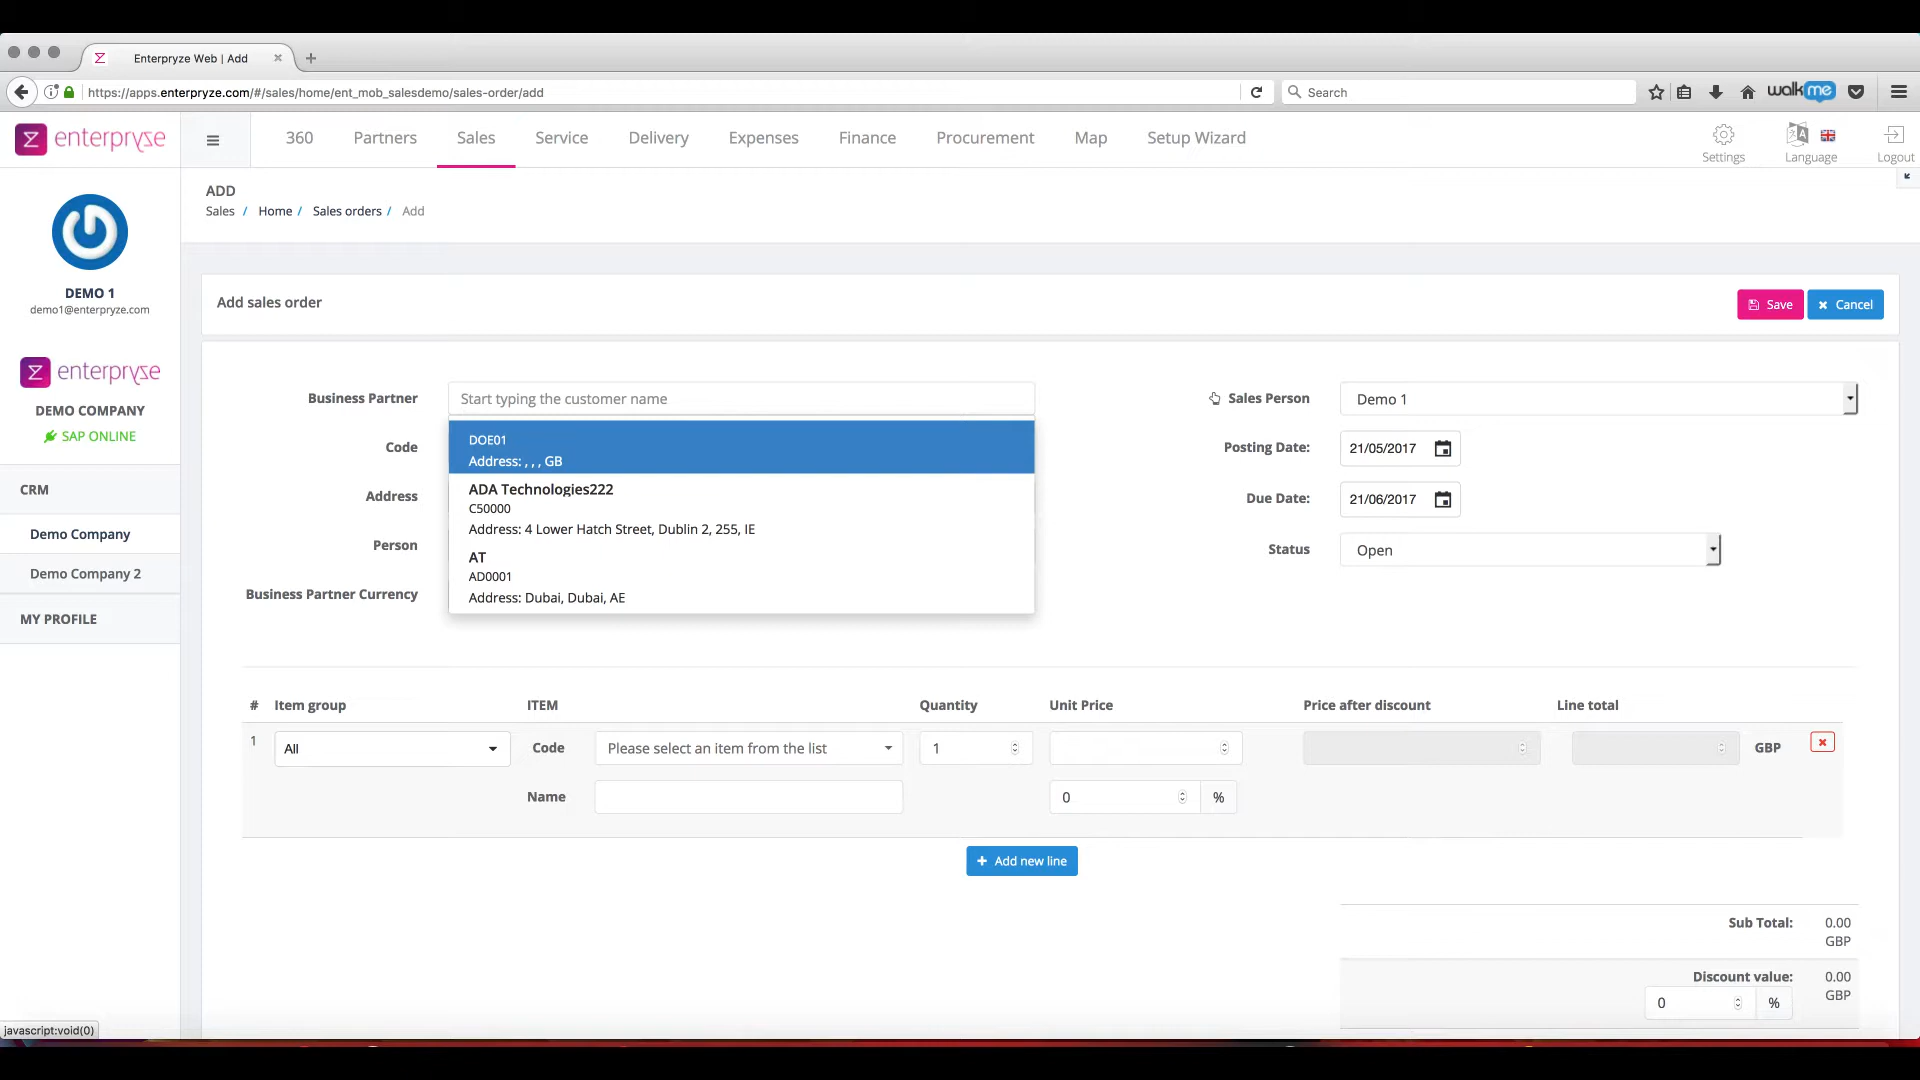 Enterpryze Web | Add
https://apps.enterpryze.com/#/sales/home/ent_mob_salesdemo/sales-order/add
Search
walkme
enterpryze
360
Partners
Sales
Service
Delivery
Expenses
Finance
Procurement
Map
Setup Wizard
Settings
Language
Logout
ADD
Sales / Home / Sales orders / Add
DEMO 1
demo1@enterpryze.com
enterpryze
DEMO COMPANY
SAP ONLINE
CRM
Demo Company
Demo Company 2
MY PROFILE
Add sales order
Save
Cancel
Business Partner
Start typing the customer name
DOE01
Address: , , , GB
ADA Technologies222
C50000
Address: 4 Lower Hatch Street, Dublin 2, 255, IE
AT
AD0001
Address: Dubai, Dubai, AE
Code
Address
Person
Business Partner Currency
Sales Person
Demo 1
Posting Date:
21/05/2017
Due Date:
21/06/2017
Status
Open
# Item group ITEM Quantity Unit Price Price after discount Line total
1 All Code Please select an item from the list 1 GBP
Name 0 %
+ Add new line
Sub Total: 0.00
GBP
Discount value: 0.00
GBP
0 %
javascript:void(0)